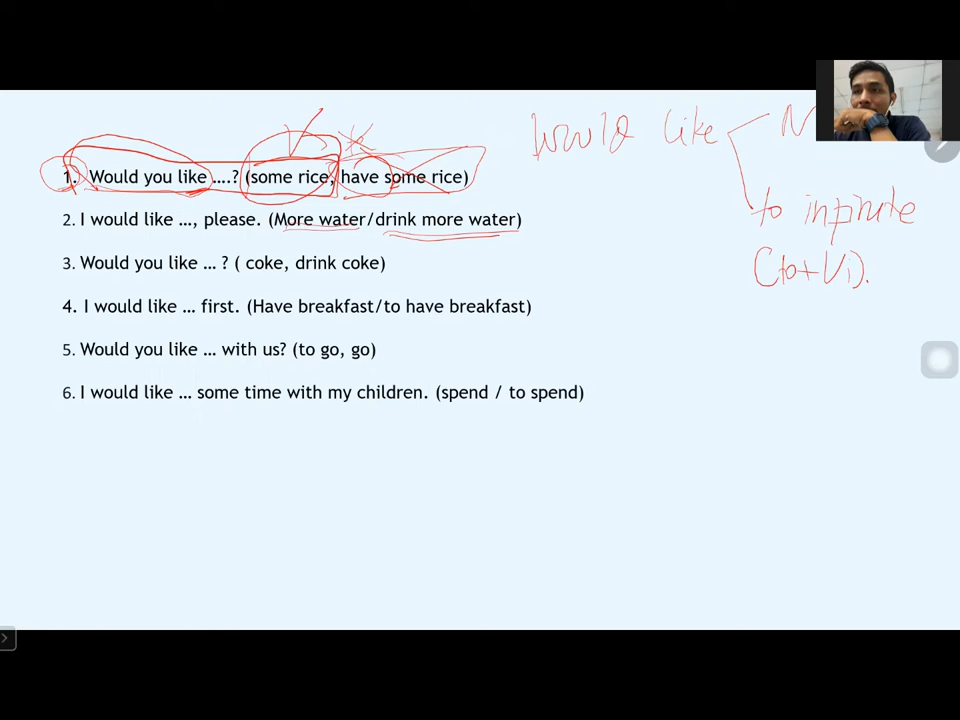 would like N
to infinute
(to+V1).
1. Would you like ....? (some rice, have some rice)
2. I would like ..., please. (More water/drink more water)
3. Would you like ... ? ( coke, drink coke)
4. I would like ... first. (Have breakfast/to have breakfast)
5. Would you like ... with us? (to go, go)
6. I would like ... some time with my children. (spend / to spend)